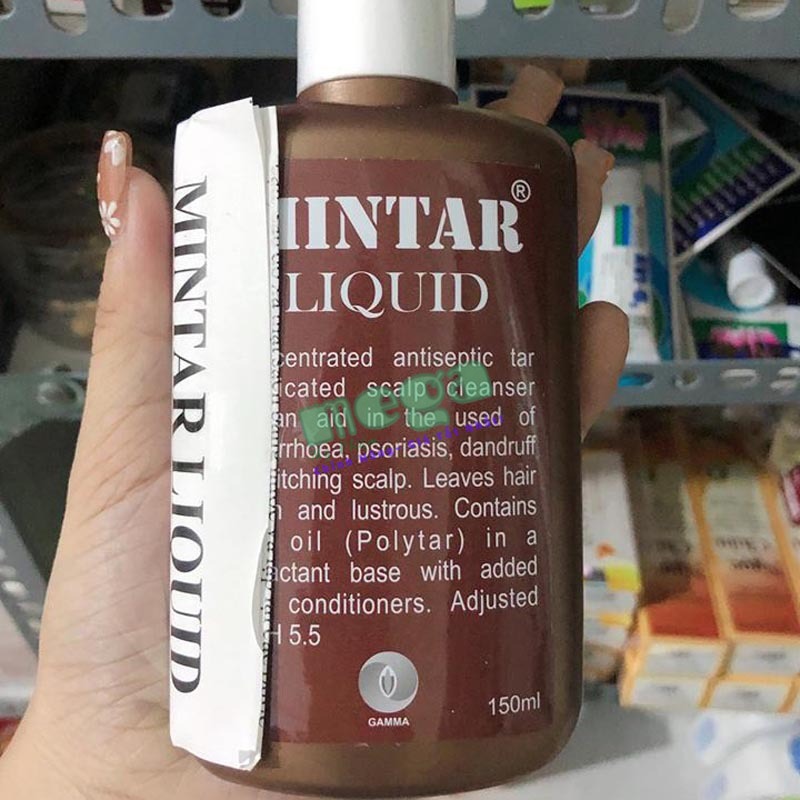 MINTAR LIQUID
MINTAR®
LIQUID
centrated antiseptic tar
icated scalp cleanser
an aid in the used of
rrhoea, psoriasis, dandruff
itching scalp. Leaves hair
and lustrous. Contains
oil (Polytar) in a
actant base with added
conditioners. Adjusted
H 5.5
GAMMA
150ml
mega